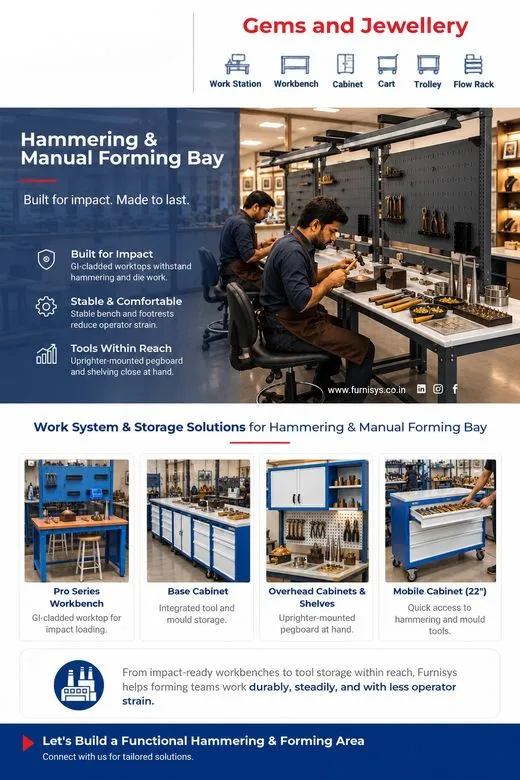 Gems and Jewellery
Work Station
Workbench
Cabinet
Cart
Trolley
Flow Rack
Hammering &
Manual Forming Bay
Built for impact. Made to last.
Built for Impact
GI-cladded worktops withstand
hammering and die work.
Stable & Comfortable
Stable bench and footrests
reduce operator strain.
Tools Within Reach
Uprighter-mounted pegboard
and shelving close at hand.
www.furnisys.co.in
Work System & Storage Solutions for Hammering & Manual Forming Bay
Pro Series
Workbench
GI-cladded worktop for
impact loading.
Base Cabinet
Integrated tool and
mould storage.
Overhead Cabinets &
Shelves
Uprighter-mounted
pegboard at hand.
Mobile Cabinet (22")
Quick access to
hammering and mould
tools.
From impact-ready workbenches to tool storage within reach, Furnisys
helps forming teams work durably, steadily, and with less operator
strain.
Let's Build a Functional Hammering & Forming Area
Connect with us for tailored solutions.